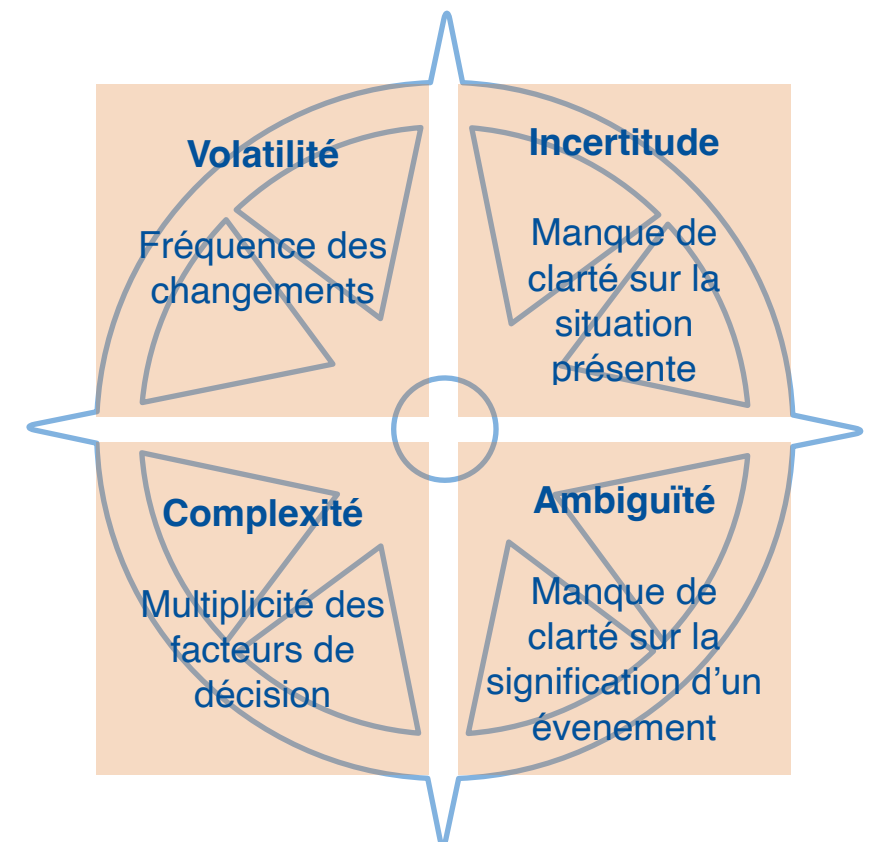 Volatilité
Fréquence des
changements
Incertitude
Manque de
clarté sur la
situation
présente
Complexité
Multiplicité des
facteurs de
décision
Ambiguïté
Manque de
clarté sur la
signification d’un
évenement